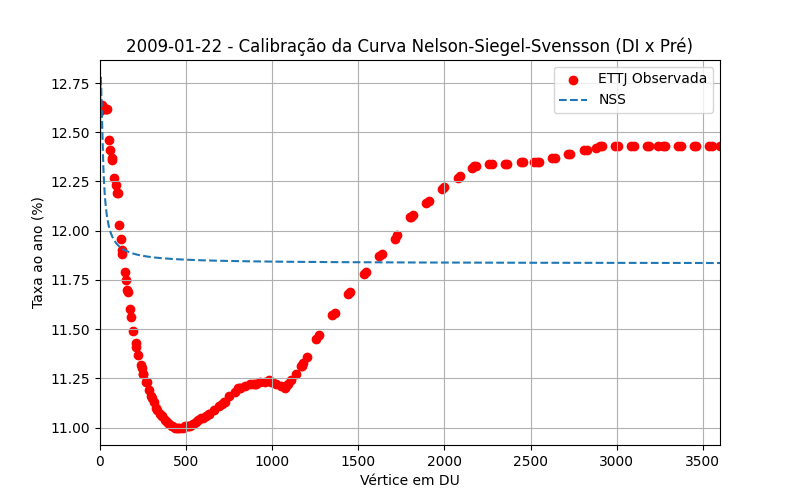 2009-01-22 - Calibração da Curva Nelson-Siegel-Svensson (DI x Pré)
ETTJ Observada
NSS
Taxa ao ano (%)
12.75
12.50
12.25
12.00
11.75
11.50
11.25
11.00
0 500 1000 1500 2000 2500 3000 3500
Vértice em DU